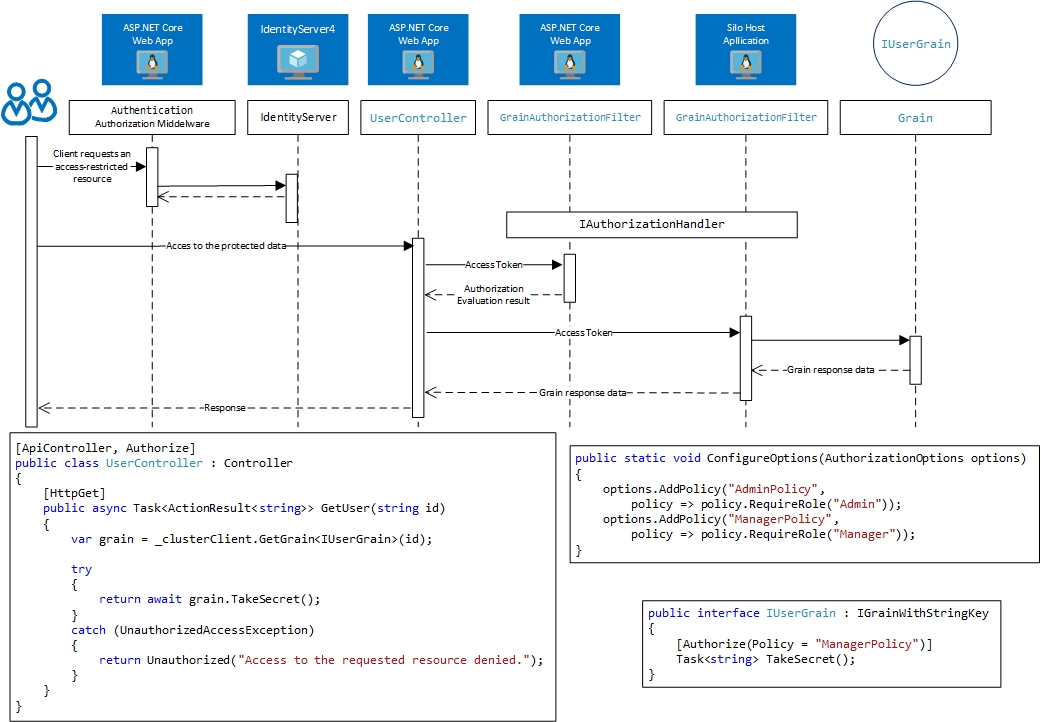 ASP.NET Core
Web App
IdentityServer4
ASP.NET Core
Web App
ASP.NET Core
Web App
Silo Host
Apllication
IUserGrain
Authentication
Authorization Middelware
IdentityServer
UserController
GrainAuthorizationFilter
GrainAuthorizationFilter
Grain
Client requests an
access-restricted
resource
IAuthorizationHandler
Acces to the protected data
Access Token
Authorization
Evaluation result
Access Token
Grain response data
Grain response data
Response
[ApiController, Authorize]
public class UserController : Controller
{
[HttpGet]
public async Task<ActionResult<string>> GetUser(string id)
{
var grain = _clusterClient.GetGrain<IUserGrain>(id);
try
{
return await grain.TakeSecret();
}
catch (UnauthorizedAccessException)
{
return Unauthorized("Access to the requested resource denied.");
}
}
}
public static void ConfigureOptions(AuthorizationOptions options)
{
options.AddPolicy("AdminPolicy",
policy => policy.RequireRole("Admin"));
options.AddPolicy("ManagerPolicy",
policy => policy.RequireRole("Manager"));
}
public interface IUserGrain : IGrainWithStringKey
{
[Authorize(Policy = "ManagerPolicy")]
Task<string> TakeSecret();
}